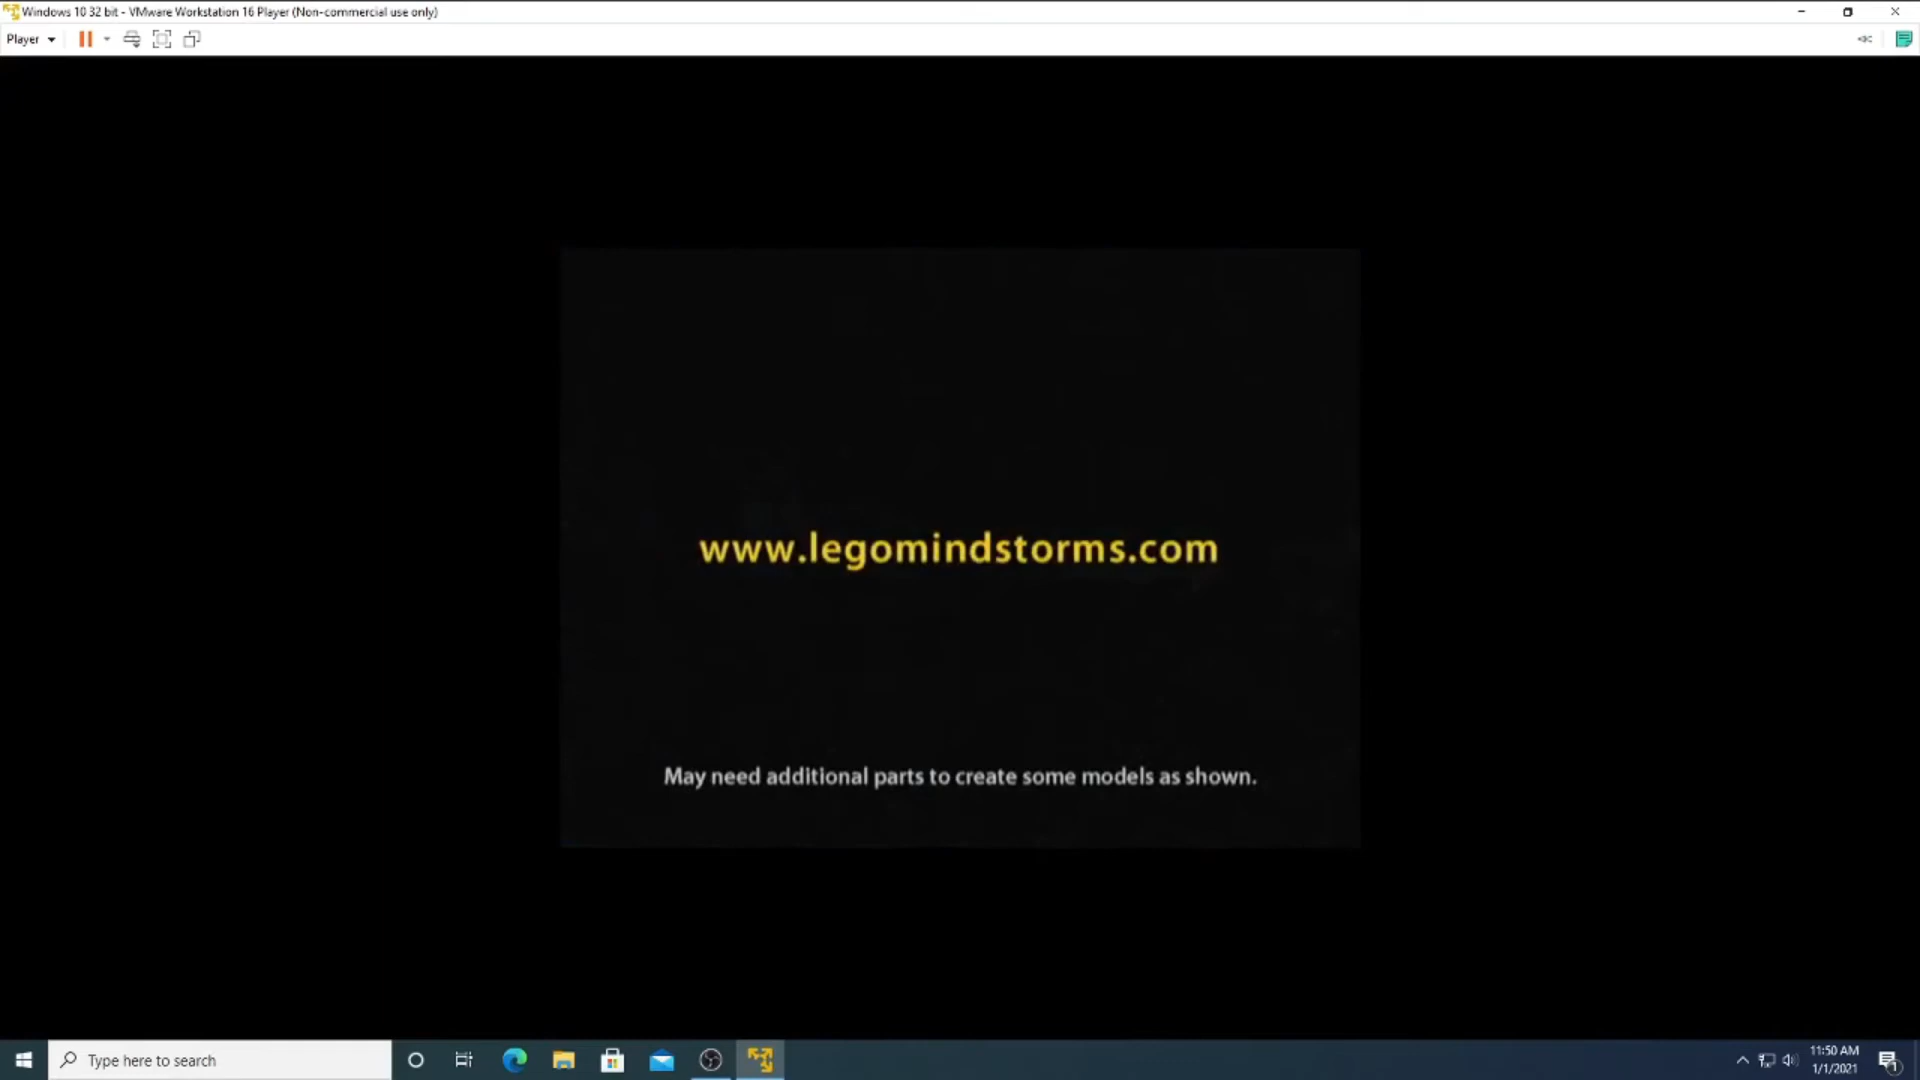 Windows 10 32 bit - VMware Workstation 16 Player (Non-commercial use only)
Player
www.legomindstorms.com
May need additional parts to create some models as shown.
Type here to search
11:50 AM
1/1/2021
1